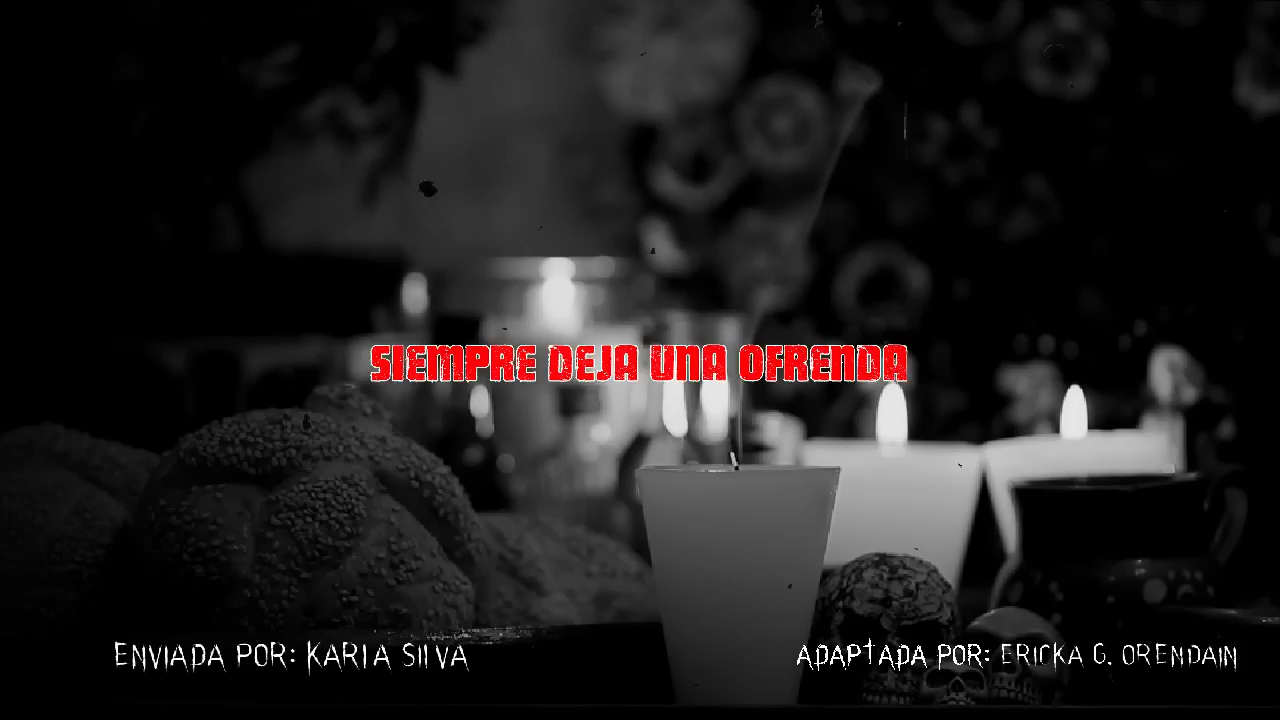 SIEMPRE DEJA UNA OFRENDA
ENVIADA POR: KARLA SILVA
ADAPTADA POR: ERICKA G. ORENDAIN